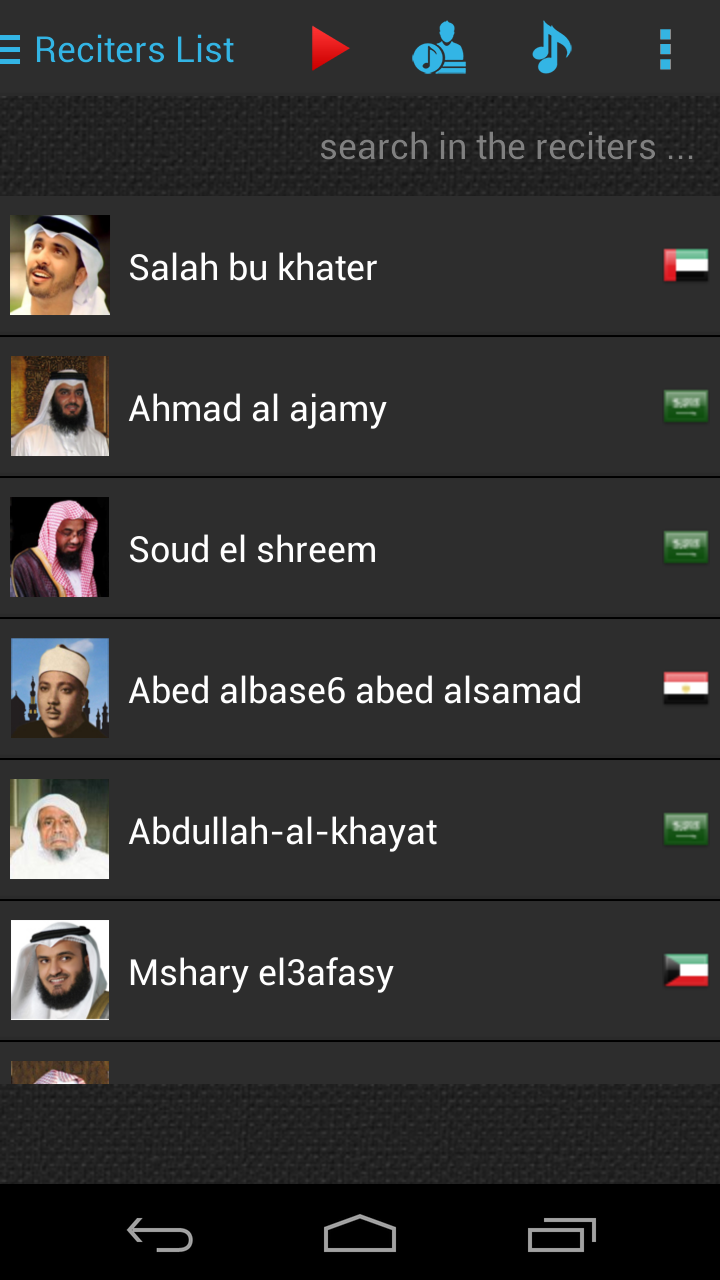 Reciters List
search in the reciters ...
Salah bu khater
Ahmad al ajamy
Soud el shreem
Abed albase6 abed alsamad
Abdullah-al-khayat
Mshary el3afasy